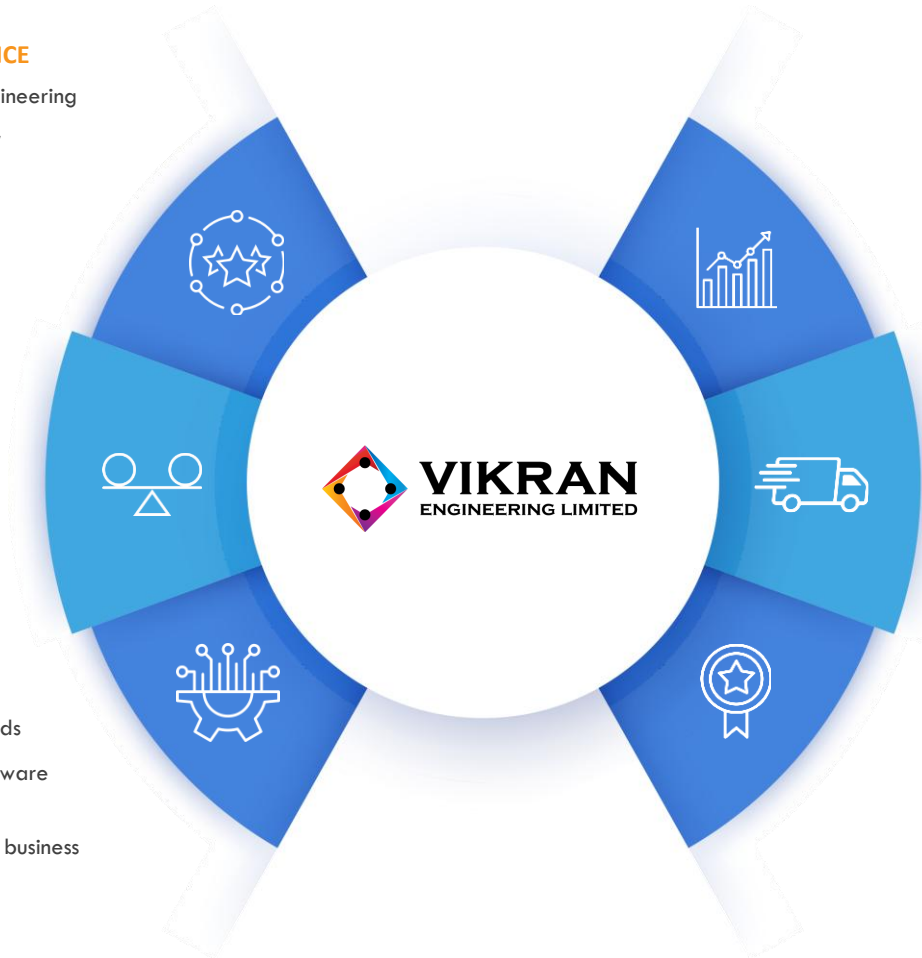 ICE
ineering
VIKRAN
ENGINEERING LIMITED
ds
ware
business